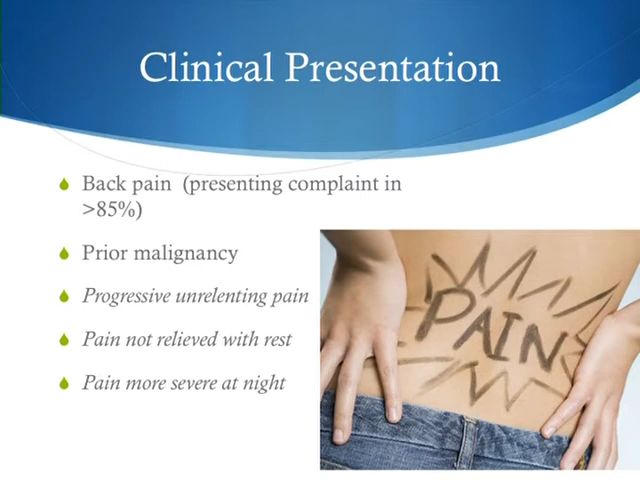 Clinical Presentation
Back pain (presenting complaint in
>85%)
Prior malignancy
Progressive unrelenting pain
Pain not relieved with rest
Pain more severe at night
PAIN